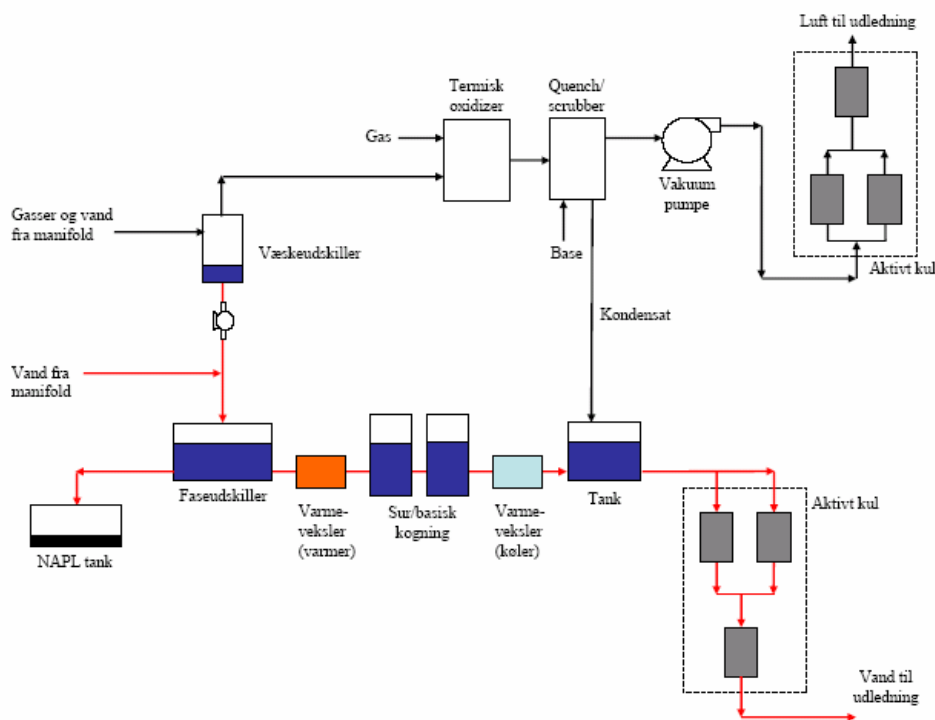 Luft til udledning
Termisk
oxidizer
Quench/
scrubber
Gas
Vakuum
pumpe
Gasser og vand
fra manifold
Væskeudskiller
Base
Aktivt kul
Kondensat
Vand fra
manifold
Faseudskiller
Varme-
veksler
(varmer)
Sur/basisk
kogning
Varme-
veksler
(køler)
Tank
Aktivt kul
NAPL tank
Vand til
udledning